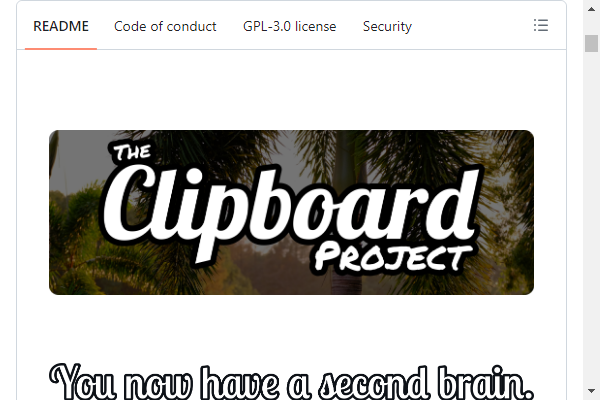 README Code of conduct GPL-3.0 license Security
THE
Clipboard
PROJECT
You now have a second brain.